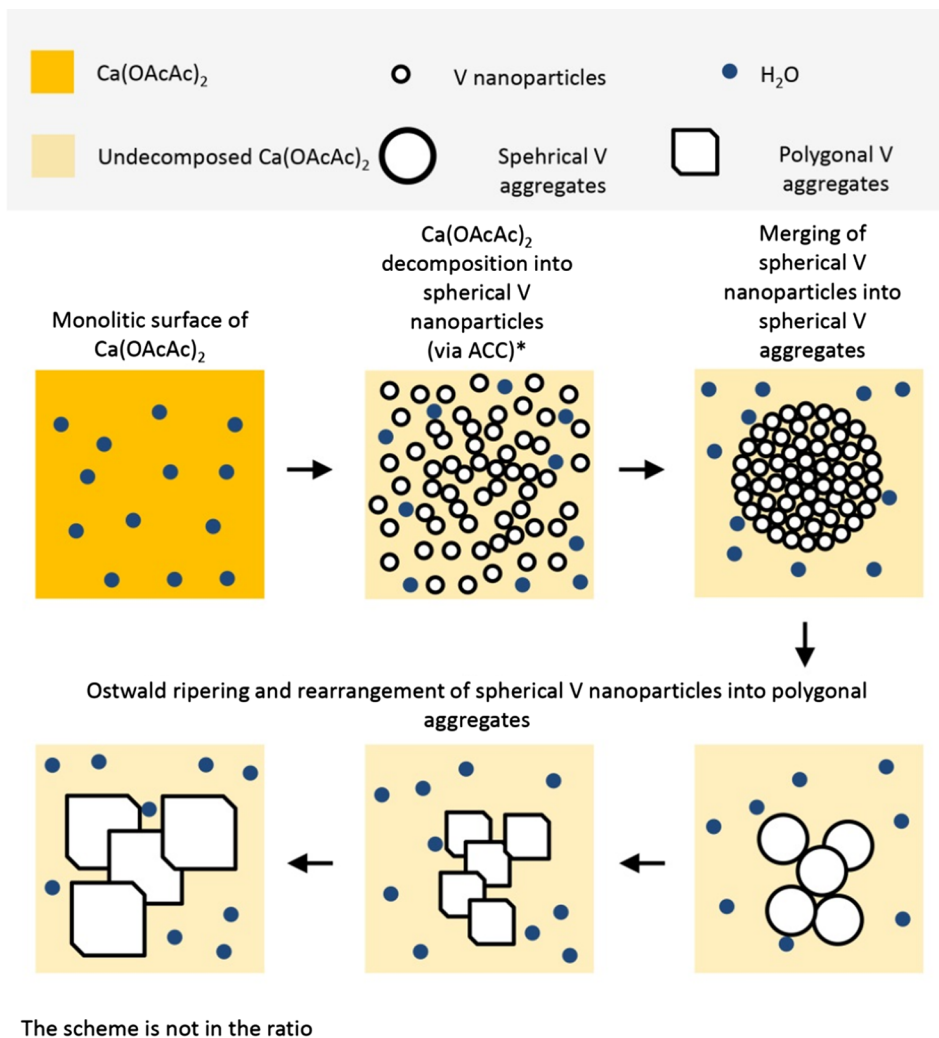 Ca(OAcAc)2
V nanoparticles
H2O
Undecomposed Ca(OAcAc)2
Spehrical V
aggregates
Polygonal V
aggregates
Monolitic surface of
Ca(OAcAc)2
Ca(OAcAc)2
decomposition into
spherical V
nanoparticles
(via ACC)*
Merging of
spherical V
nanoparticles into
spherical V
aggregates
Ostwald ripering and rearrangement of spherical V nanoparticles into polygonal
aggregates
The scheme is not in the ratio